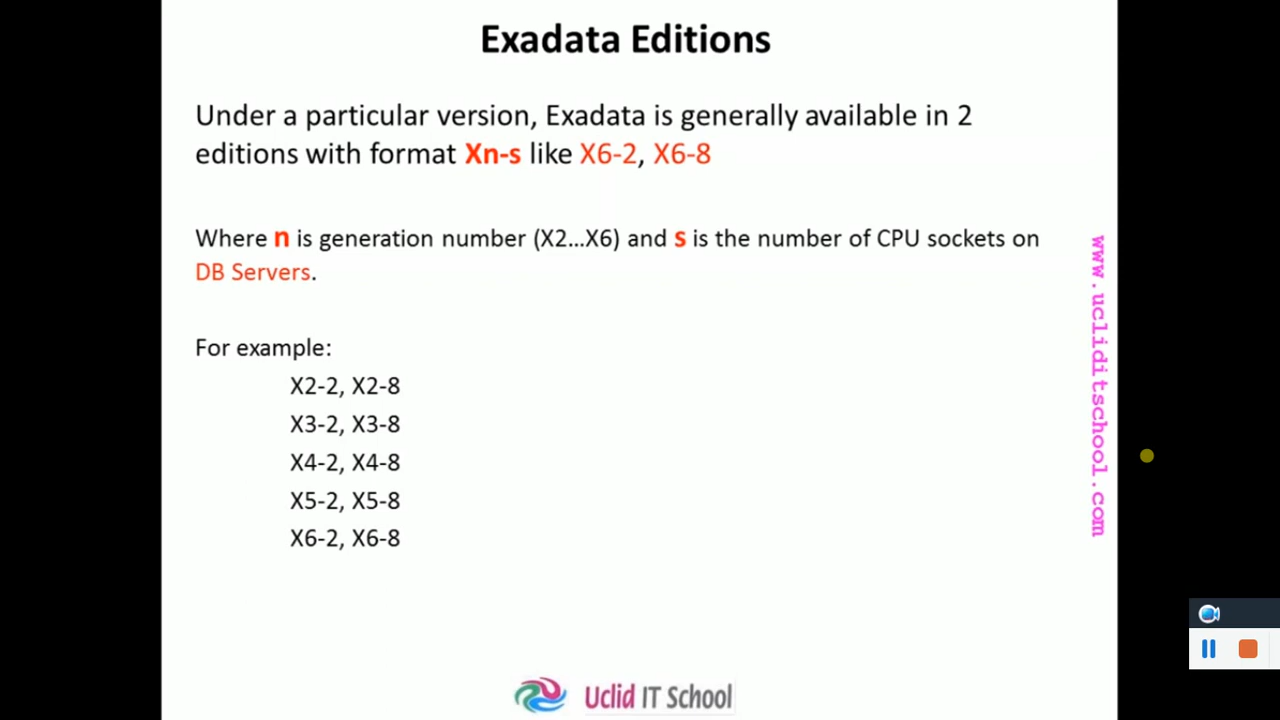 Exadata Editions
Under a particular version, Exadata is generally available in 2
editions with format Xn-s like X6-2, X6-8
Where n is generation number (X2...X6) and s is the number of CPU sockets on
DB Servers.
For example:
X2-2, X2-8
X3-2, X3-8
X4-2, X4-8
X5-2, X5-8
X6-2, X6-8
www.ucliditschool.com
Uclid IT School